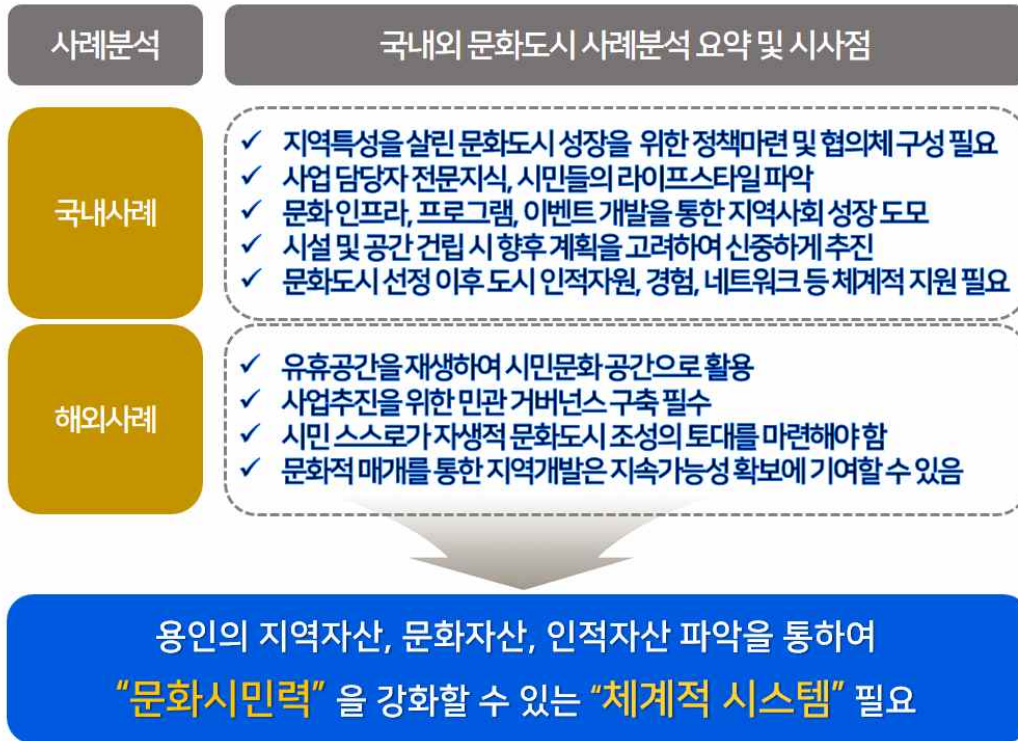 사례분석
국내외 문화도시 사례분석 요약 및 시사점
국내사례
✓ 지역특성을 살린 문화도시 성장을 위한 정책마련 및 협의체 구성 필요
✓ 사업 담당자 전문지식, 시민들의 라이프스타일 파악
✓ 문화 인프라, 프로그램, 이벤트 개발을 통한 지역사회 성장 도모
✓ 시설 및 공간 건립 시 향후 계획을 고려하여 신중하게 추진
✓ 문화도시 선정 이후 도시 인적자원, 경험, 네트워크 등 체계적 지원 필요
해외사례
✓ 유휴공간을 재생하여 시민문화 공간으로 활용
✓ 사업추진을 위한 민관 거버넌스 구축 필수
✓ 시민 스스로가 자생적 문화도시 조성의 토대를 마련해야 함
✓ 문화적 매개를 통한 지역개발은 지속가능성 확보에 기여할 수 있음
용인의 지역자산, 문화자산, 인적자산 파악을 통하여
“문화시민력” 을 강화할 수 있는 “체계적 시스템” 필요